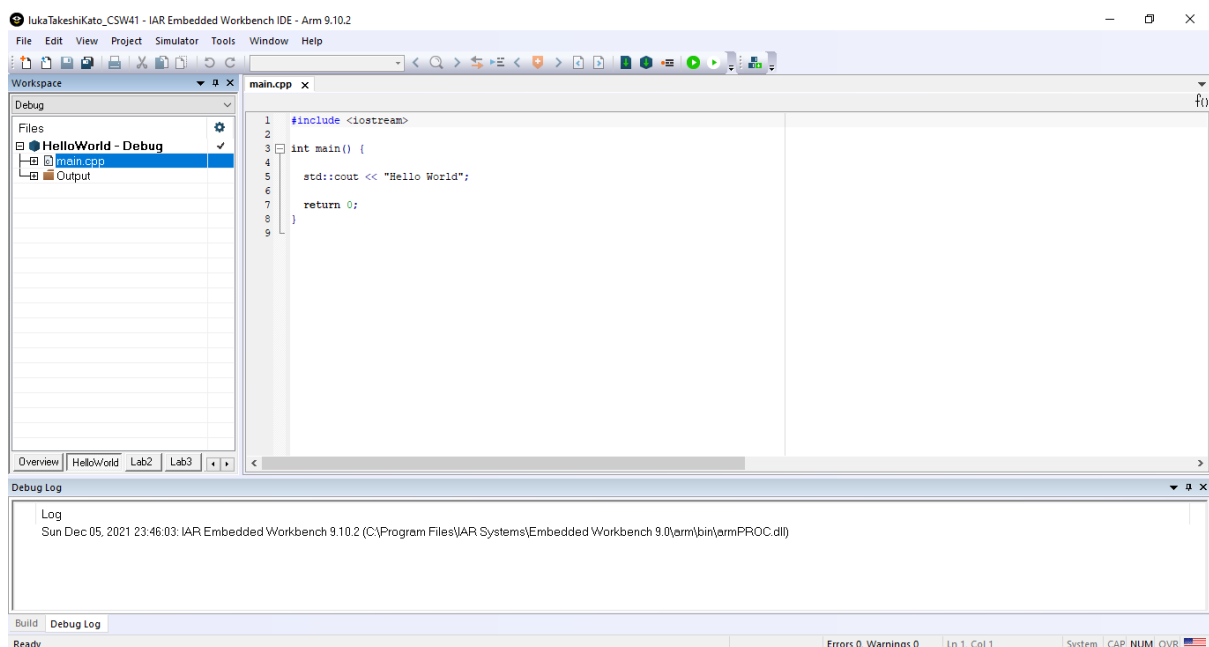 IukaTakeshiKato_CSW41 - IAR Embedded Workbench IDE - Arm 9.10.2
File Edit View Project Simulator Tools Window Help
Workspace
main.cpp
Debug
f()
Files
HelloWorld - Debug
main.cpp
Output
1 #include <iostream>
2
3 int main() {
4
5 std::cout << "Hello World";
6
7 return 0;
8 }
9
Overview HelloWorld Lab2 Lab3
Debug Log
Log
Sun Dec 05, 2021 23:46:03: IAR Embedded Workbench 9.10.2 (C:\Program Files\IAR Systems\Embedded Workbench 9.0\arm\bin\armPROC.dll)
Build Debug Log
Ready Errors 0, Warnings 0 Ln 1, Col 1 System CAP NUM OVR